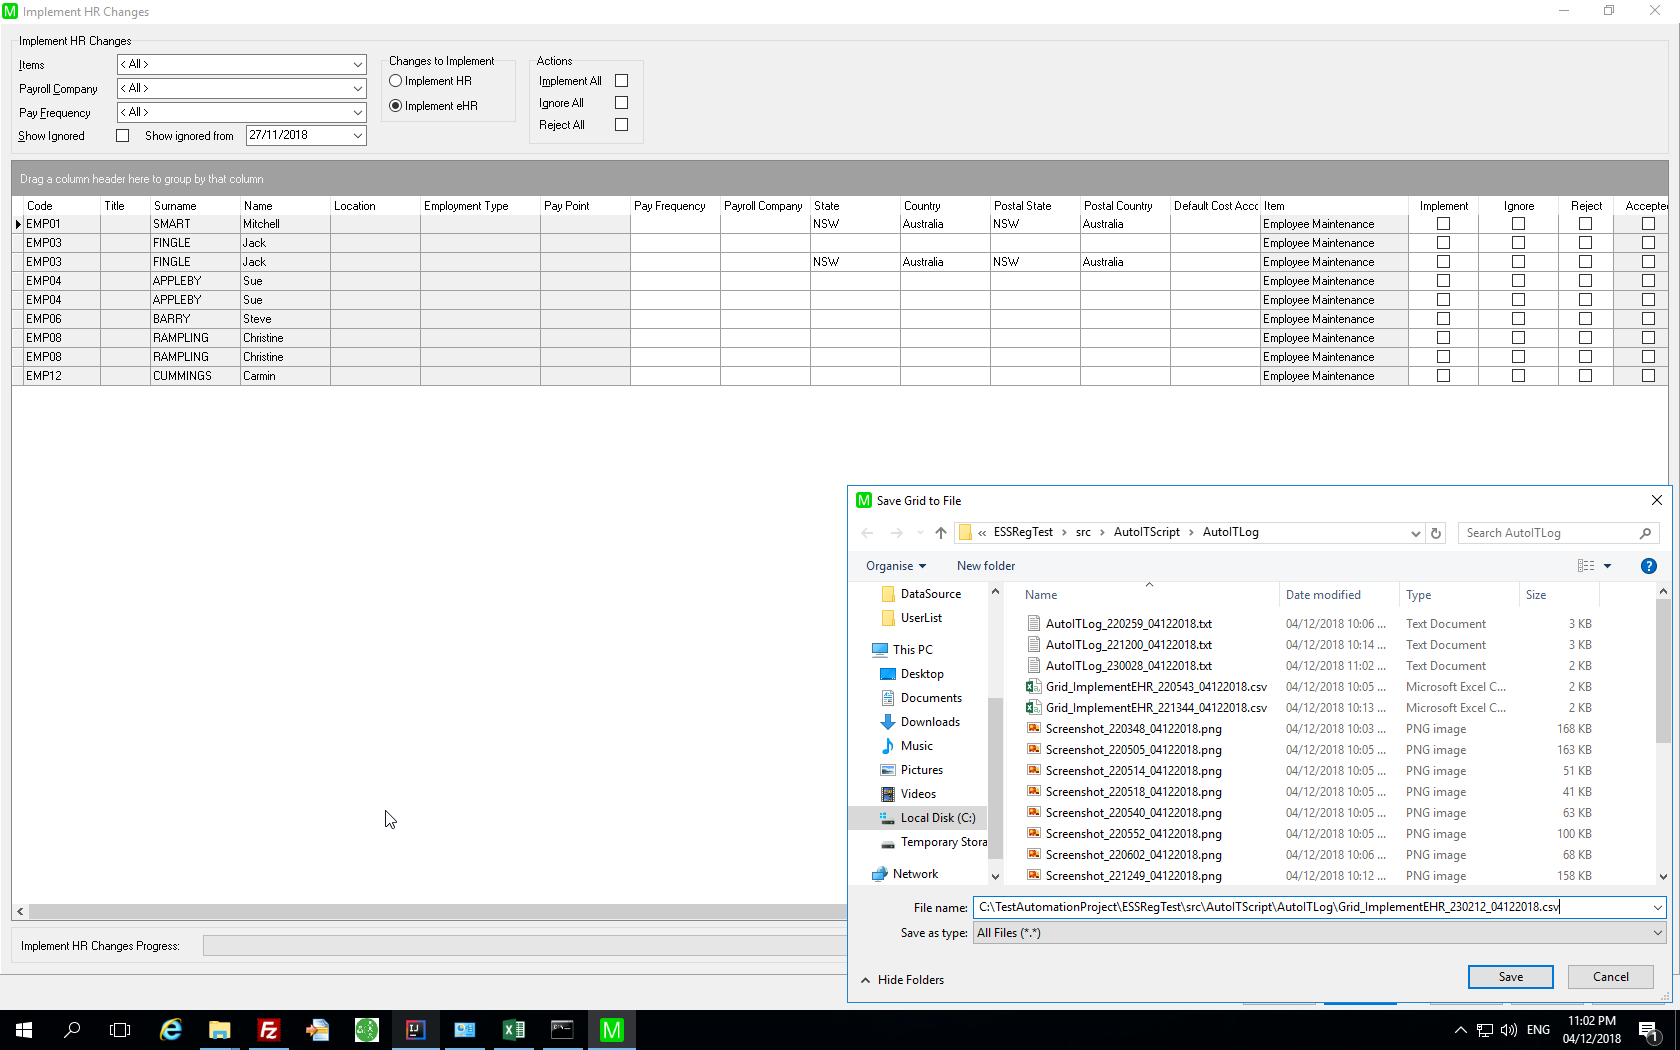 Implement HR Changes
Implement HR Changes
Items < All >
Payroll Company < All >
Pay Frequency < All >
Show Ignored Show ignored from 27/11/2018
Changes to Implement
Implement HR
Implement eHR
Actions
Implement All
Ignore All
Reject All
Drag a column header here to group by that column
Code Title Surname Name Location Employment Type Pay Point Pay Frequency Payroll Company State Country Postal State Postal Country Default Cost Acco Item Implement Ignore Reject Accepted
EMP01 SMART Mitchell NSW Australia NSW Australia Employee Maintenance
EMP03 FINGLE Jack Employee Maintenance
EMP03 FINGLE Jack NSW Australia NSW Australia Employee Maintenance
EMP04 APPLEBY Sue Employee Maintenance
EMP04 APPLEBY Sue Employee Maintenance
EMP06 BARRY Steve Employee Maintenance
EMP08 RAMPLING Christine Employee Maintenance
EMP08 RAMPLING Christine Employee Maintenance
EMP12 CUMMINGS Carmin Employee Maintenance
Implement HR Changes Progress:
Save Grid to File
« ESSRegTest › src › AutoITScript › AutoITLog
Search AutoITLog
Organise New folder
DataSource
UserList
This PC
Desktop
Documents
Downloads
Music
Pictures
Videos
Local Disk (C:)
Temporary Stora
Network
Name Date modified Type Size
AutoITLog_220259_04122018.txt 04/12/2018 10:06 ... Text Document 3 KB
AutoITLog_221200_04122018.txt 04/12/2018 10:14 ... Text Document 3 KB
AutoITLog_230028_04122018.txt 04/12/2018 11:02 ... Text Document 2 KB
Grid_ImplementEHR_220543_04122018.csv 04/12/2018 10:05 ... Microsoft Excel C... 2 KB
Grid_ImplementEHR_221344_04122018.csv 04/12/2018 10:13 ... Microsoft Excel C... 2 KB
Screenshot_220348_04122018.png 04/12/2018 10:03 ... PNG image 168 KB
Screenshot_220505_04122018.png 04/12/2018 10:05 ... PNG image 163 KB
Screenshot_220514_04122018.png 04/12/2018 10:05 ... PNG image 51 KB
Screenshot_220518_04122018.png 04/12/2018 10:05 ... PNG image 41 KB
Screenshot_220540_04122018.png 04/12/2018 10:05 ... PNG image 63 KB
Screenshot_220552_04122018.png 04/12/2018 10:05 ... PNG image 100 KB
Screenshot_220602_04122018.png 04/12/2018 10:06 ... PNG image 68 KB
Screenshot_221249_04122018.png 04/12/2018 10:12 ... PNG image 158 KB
File name: C:\TestAutomationProject\ESSRegTest\src\AutoITScript\AutoITLog\Grid_ImplementEHR_230212_04122018.csv
Save as type: All Files (*.*)
Hide Folders
Save Cancel
ENG
11:02 PM
04/12/2018
1